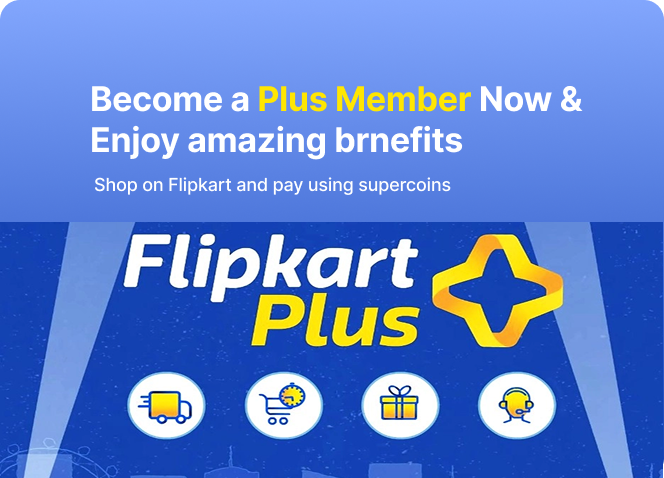 Become a Plus Member Now &
Enjoy amazing brnefits
Shop on Flipkart and pay using supercoins
Flipkart
Plus